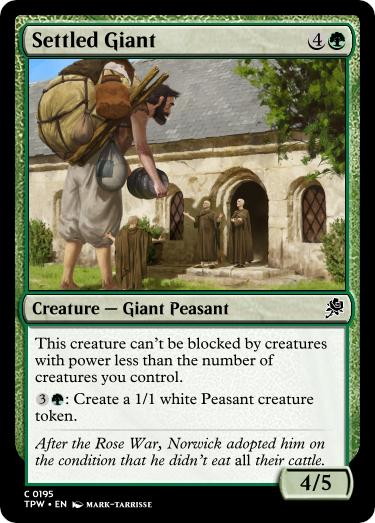 Settled Giant 4
Creature — Giant Peasant
This creature can't be blocked by creatures
with power less than the number of
creatures you control.
3: Create a 1/1 white Peasant creature
token.
After the Rose War, Norwick adopted him on
the condition that he didn't eat all their cattle.
4/5
C 0195
TPW • EN MARK-TARRISSE